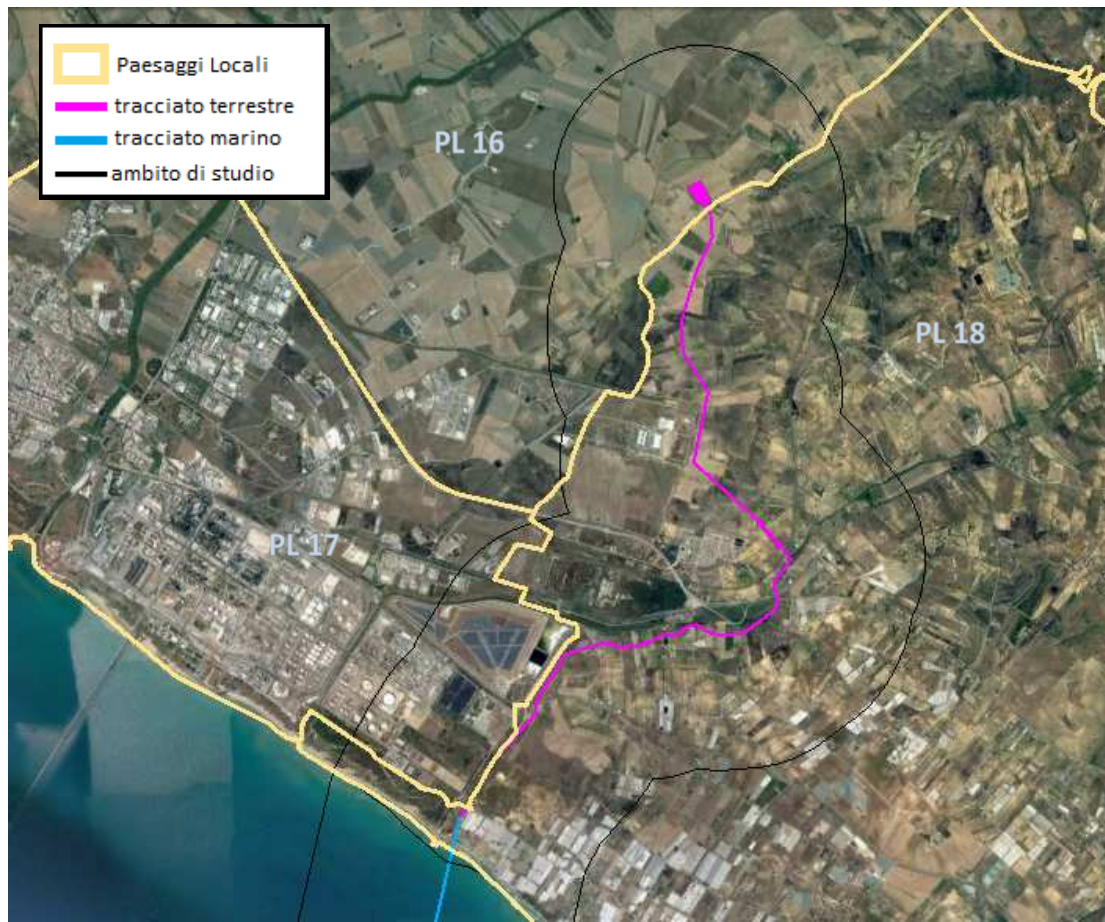 Paesaggi Locali
tracciato terrestre
tracciato marino
ambito di studio
PL 16
PL 18
PL 17